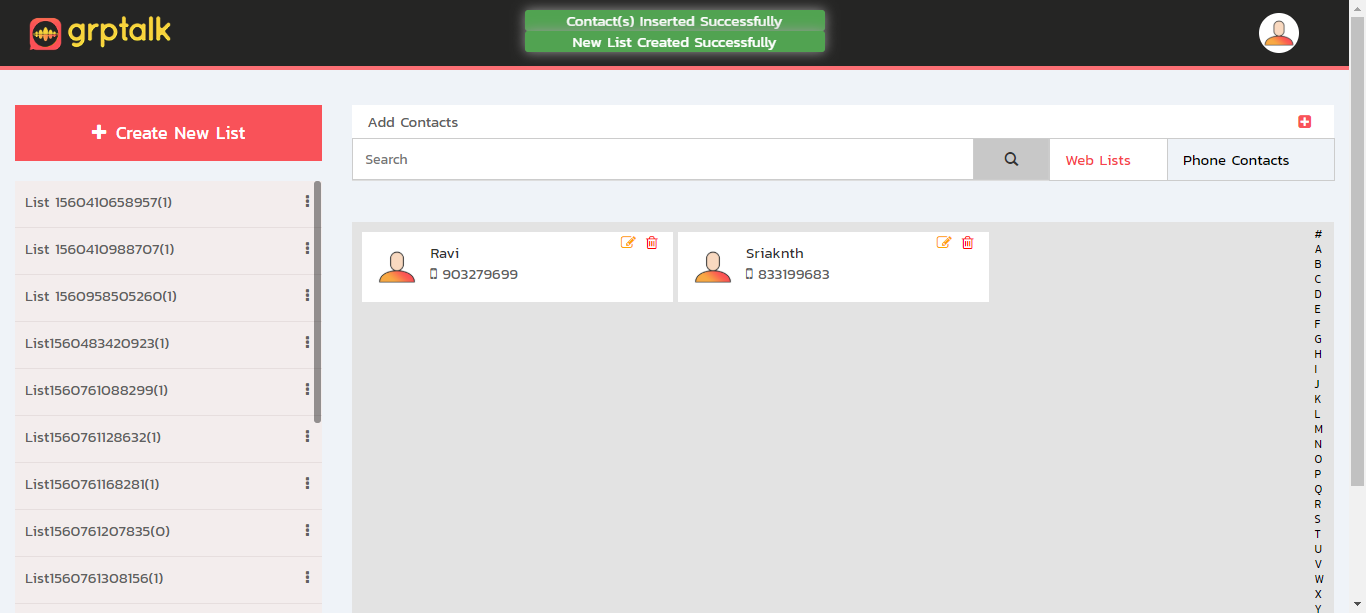 grptalk
Contact(s) Inserted Successfully
New List Created Successfully
Create New List
List 1560410658957(1)
List 1560410988707(1)
List 1560958505260(1)
List1560483420923(1)
List1560761088299(1)
List1560761128632(1)
List1560761168281(1)
List1560761207835(0)
List1560761308156(1)
Add Contacts
Search
Web Lists
Phone Contacts
Ravi
903279699
Sriaknth
833199683
#
A
B
C
D
E
F
G
H
I
J
K
L
M
N
O
P
Q
R
S
T
U
V
W
X
Y